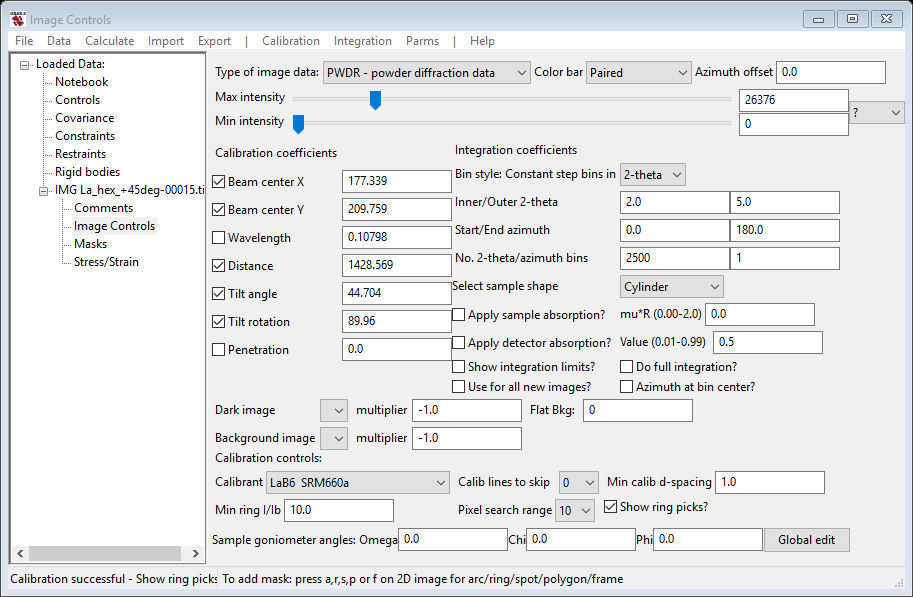 Image Controls
File Data Calculate Import Export | Calibration Integration Parms | Help
Loaded Data:
Notebook
Controls
Covariance
Constraints
Restraints
Rigid bodies
IMG La_hex_+45deg-00015.ti
Comments
Image Controls
Masks
Stress/Strain
Type of image data: PWDR - powder diffraction data Color bar Paired Azimuth offset 0.0
Max intensity 26376
?
Min intensity 0
Calibration coefficients
Beam center X 177.339
Beam center Y 209.759
Wavelength 0.10798
Distance 1428.569
Tilt angle 44.704
Tilt rotation 89.96
Penetration 0.0
Integration coefficients
Bin style: Constant step bins in 2-theta
Inner/Outer 2-theta 2.0 5.0
Start/End azimuth 0.0 180.0
No. 2-theta/azimuth bins 2500 1
Select sample shape Cylinder
Apply sample absorption? mu*R (0.00-2.0) 0.0
Apply detector absorption? Value (0.01-0.99) 0.5
Show integration limits? Do full integration?
Use for all new images? Azimuth at bin center?
Dark image multiplier -1.0 Flat Bkg: 0
Background image multiplier -1.0
Calibration controls:
Calibrant LaB6 SRM660a Calib lines to skip 0 Min calib d-spacing 1.0
Min ring I/Ib 10.0 Pixel search range 10 Show ring picks?
Sample goniometer angles: Omega 0.0 Chi 0.0 Phi 0.0 Global edit
Calibration successful - Show ring picks To add mask: press a,r,s,p or f on 2D image for arc/ring/spot/polygon/frame